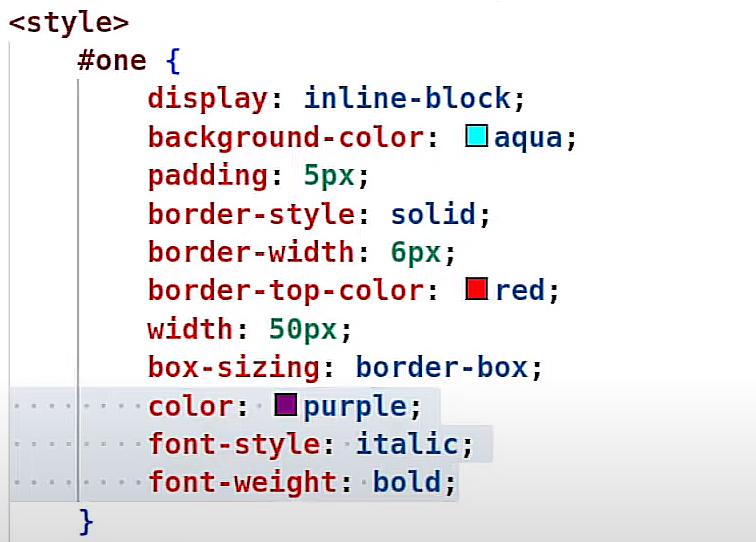 <style>
#one {
display: inline-block;
background-color: aqua;
padding: 5px;
border-style: solid;
border-width: 6px;
border-top-color: red;
width: 50px;
box-sizing: border-box;
color: purple;
font-style: italic;
font-weight: bold;
}